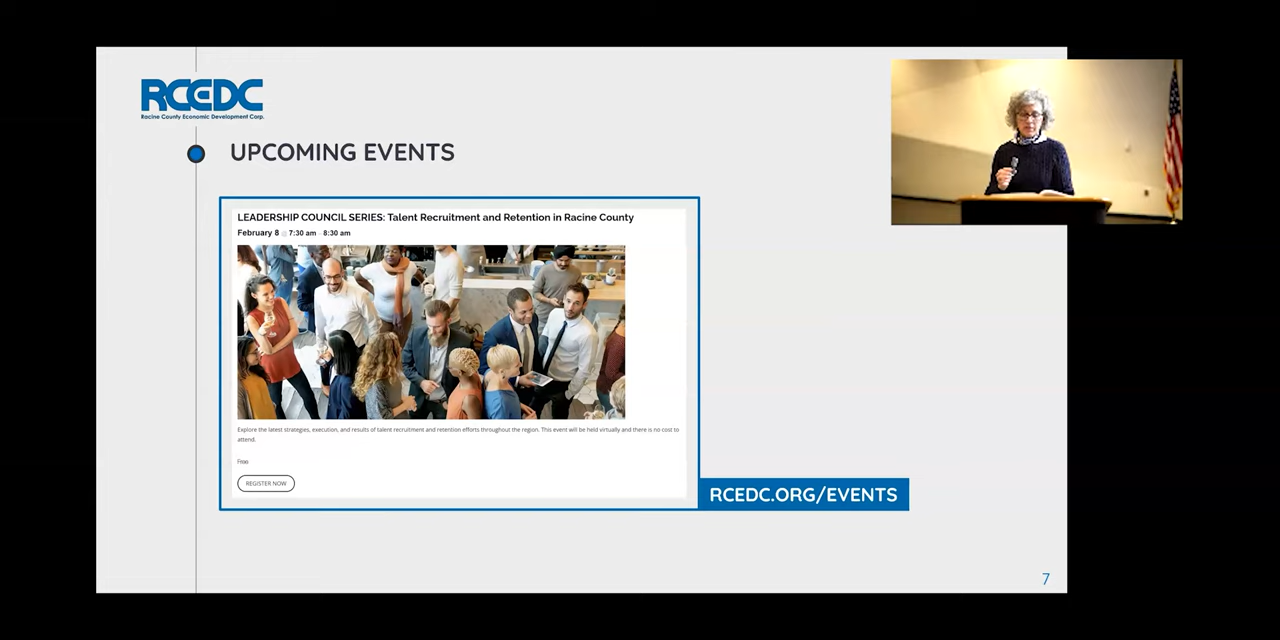 RCEDC
Racine County Economic Development Corp.
UPCOMING EVENTS
LEADERSHIP COUNCIL SERIES: Talent Recruitment and Retention in Racine County
February 8 @ 7:30 am - 8:30 am
Explore the latest strategies, execution, and results of talent recruitment and retention efforts throughout the region. This event will be held virtually and there is no cost to
attend.
Free
REGISTER NOW
RCEDC.ORG/EVENTS
7